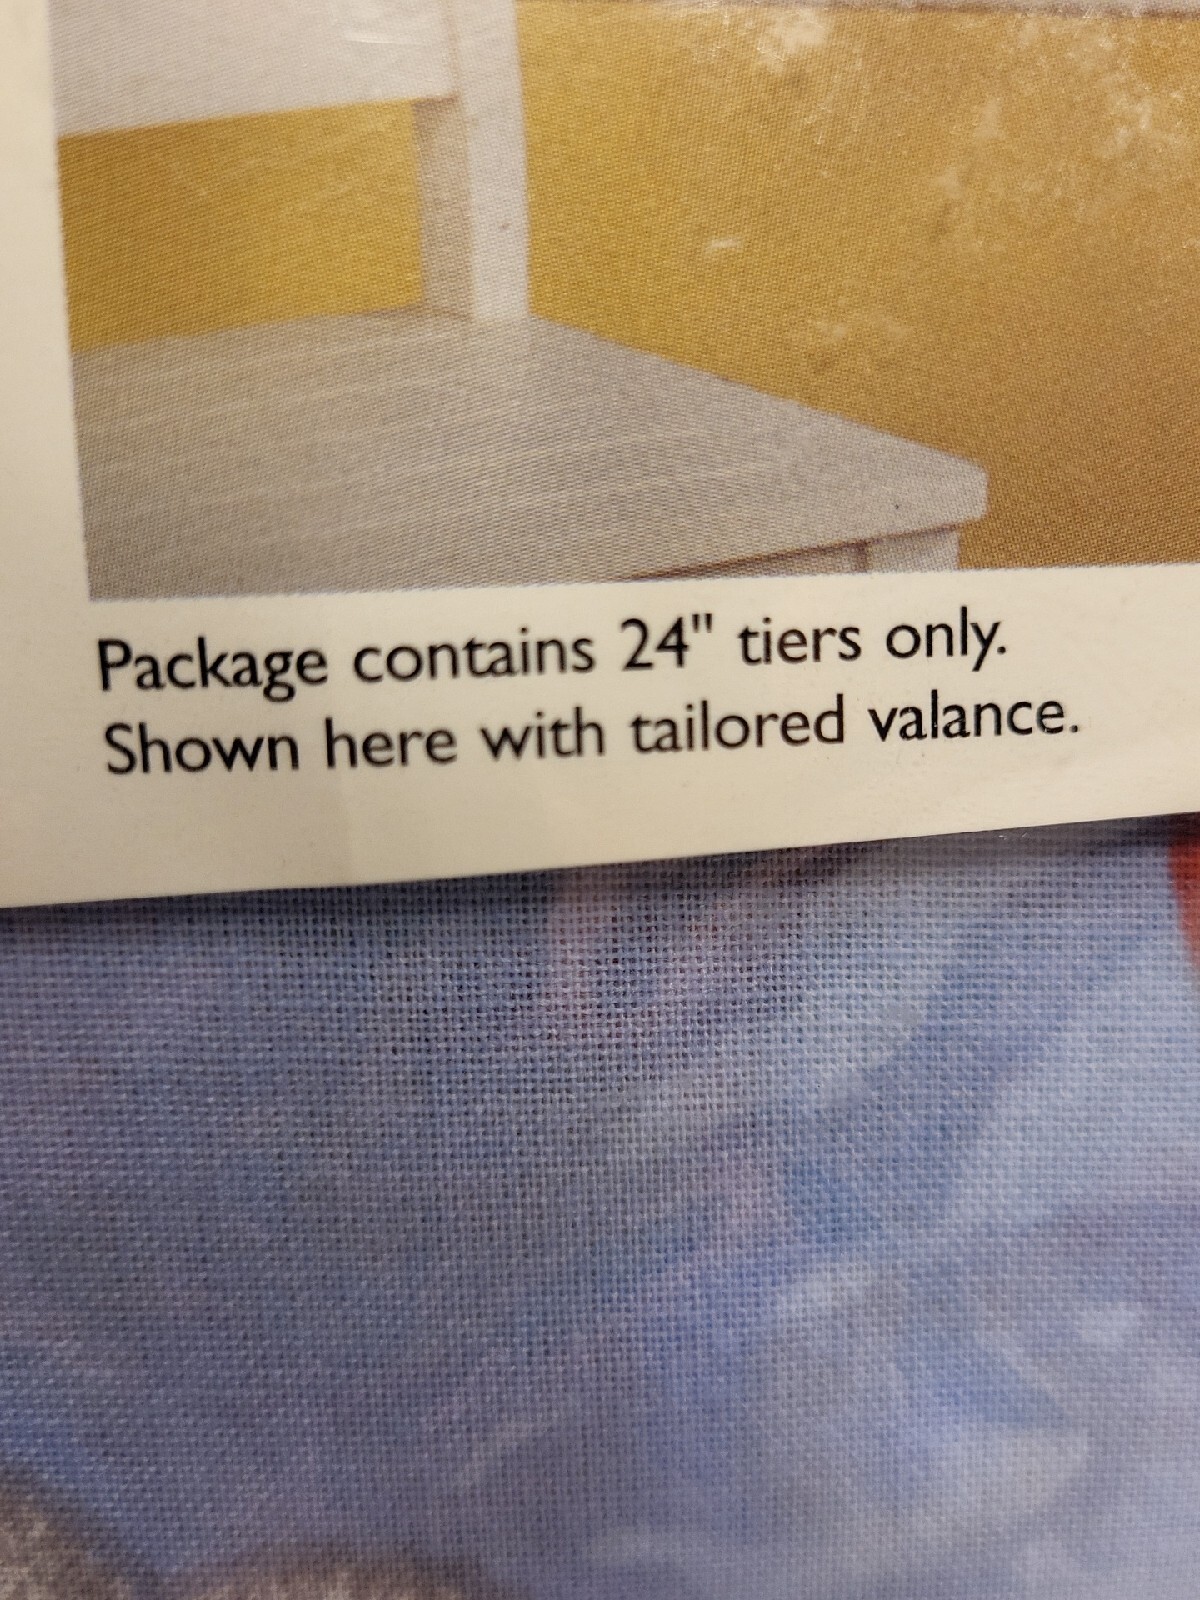 Package contains 24" tiers only.
Shown here with tailored valance.